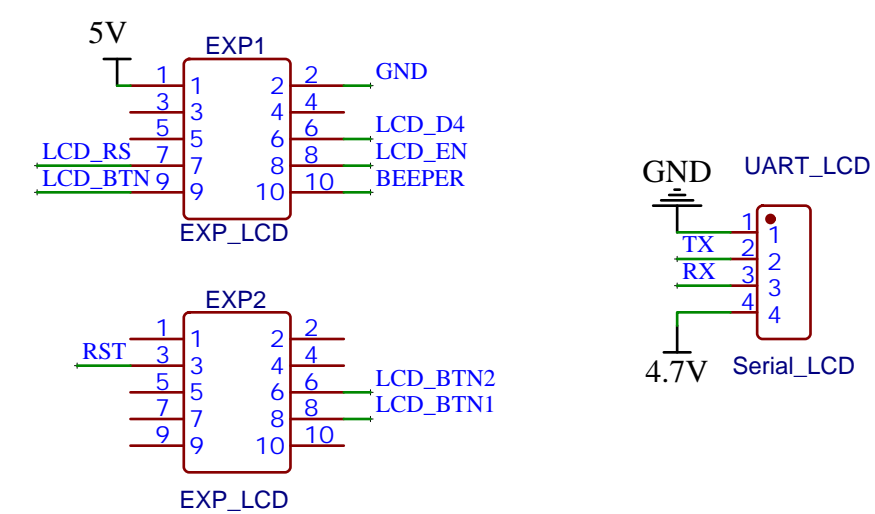 5V
EXP1
1 1 2 2 GND
3 3 4 4
5 5 6 6 LCD_D4
LCD_RS 7 7 8 8 LCD_EN
LCD_BTN 9 9 10 10 BEEPER
EXP_LCD
EXP2
1 1 2 2
RST 3 3 4 4
5 5 6 6 LCD_BTN2
7 7 8 8 LCD_BTN1
9 9 10 10
EXP_LCD
UART_LCD
GND
1 1
TX 2 2
RX 3 3
4 4
4.7V
Serial_LCD